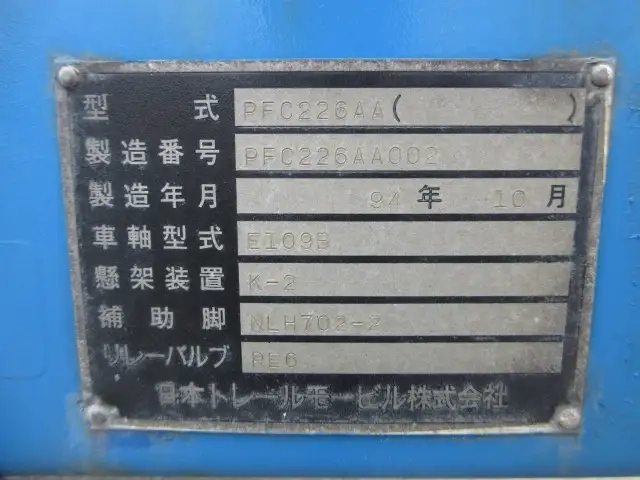 型式 PFC226AA( )
製造番号 PFC226AA002
製造年月 94年 10月
車軸型式 E109B
懸架装置 K-2
補助脚 NLH702-2
リレーバルブ RE6
日本トレールモービル株式会社